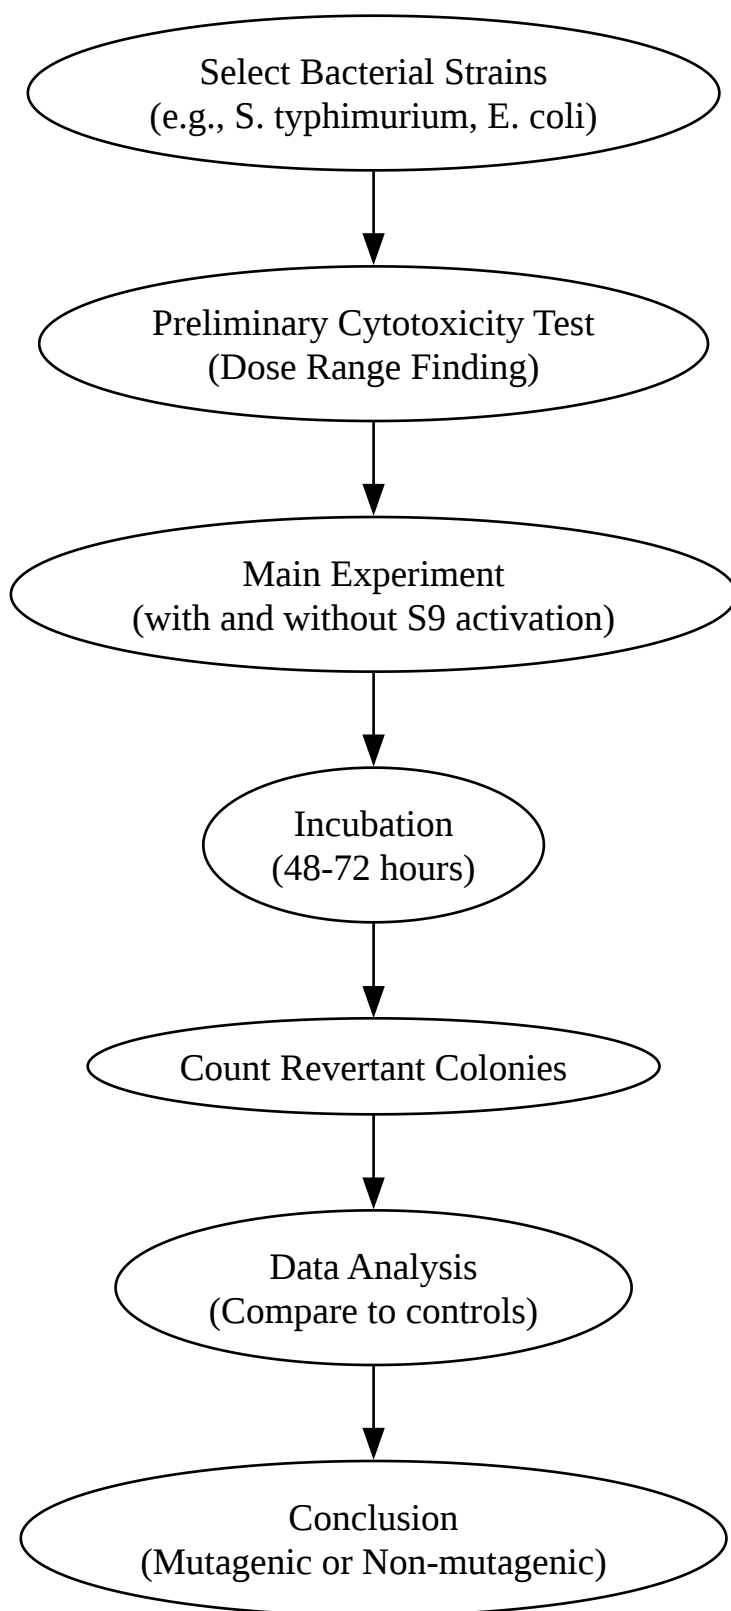 Select Bacterial Strains
(e.g., S. typhimurium, E. coli)
Preliminary Cytotoxicity Test
(Dose Range Finding)
Main Experiment
(with and without S9 activation)
Incubation
(48-72 hours)
Count Revertant Colonies
Data Analysis
(Compare to controls)
Conclusion
(Mutagenic or Non-mutagenic)